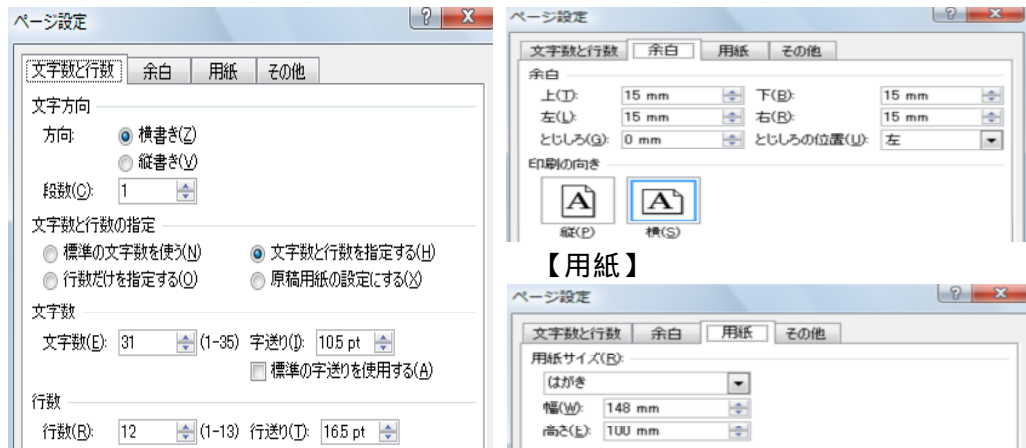 ページ設定
文字数と行数 余白 用紙 その他
文字方向
方向: 横書き(Z)
縦書き(V)
段数(C): 1
文字数と行数の指定
標準の文字数を使う(N) 文字数と行数を指定する(H)
行数だけを指定する(O) 原稿用紙の設定にする(X)
文字数
文字数(E): 31 (1-35) 字送り(I): 10.5 pt
標準の字送りを使用する(A)
行数
行数(R): 12 (1-13) 行送り(T): 16.5 pt
ページ設定
文字数と行数 余白 用紙 その他
余白
上(T): 15 mm 下(B): 15 mm
左(L): 15 mm 右(R): 15 mm
とじしろ(G): 0 mm とじしろの位置(U): 左
印刷の向き
A A
縦(P) 横(S)
【用紙】
ページ設定
文字数と行数 余白 用紙 その他
用紙サイズ(R):
はがき
幅(W): 148 mm
高さ(E): 100 mm